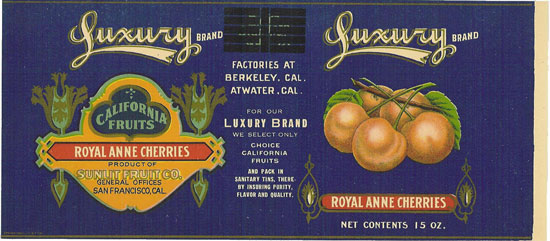 Luxury BRAND
CALIFORNIA
FRUITS
ROYAL ANNE CHERRIES
PRODUCT OF
SUNLIT FRUIT CO.
GENERAL OFFICES
SAN FRANCISCO, CAL.
FACTORIES AT
BERKELEY, CAL.
ATWATER, CAL.
FOR OUR
LUXURY BRAND
WE SELECT ONLY
CHOICE
CALIFORNIA
FRUITS
AND PACK IN
SANITARY TINS, THERE-
BY INSURING PURITY,
FLAVOR AND QUALITY.
Luxury BRAND
ROYAL ANNE CHERRIES
NET CONTENTS 15 OZ.